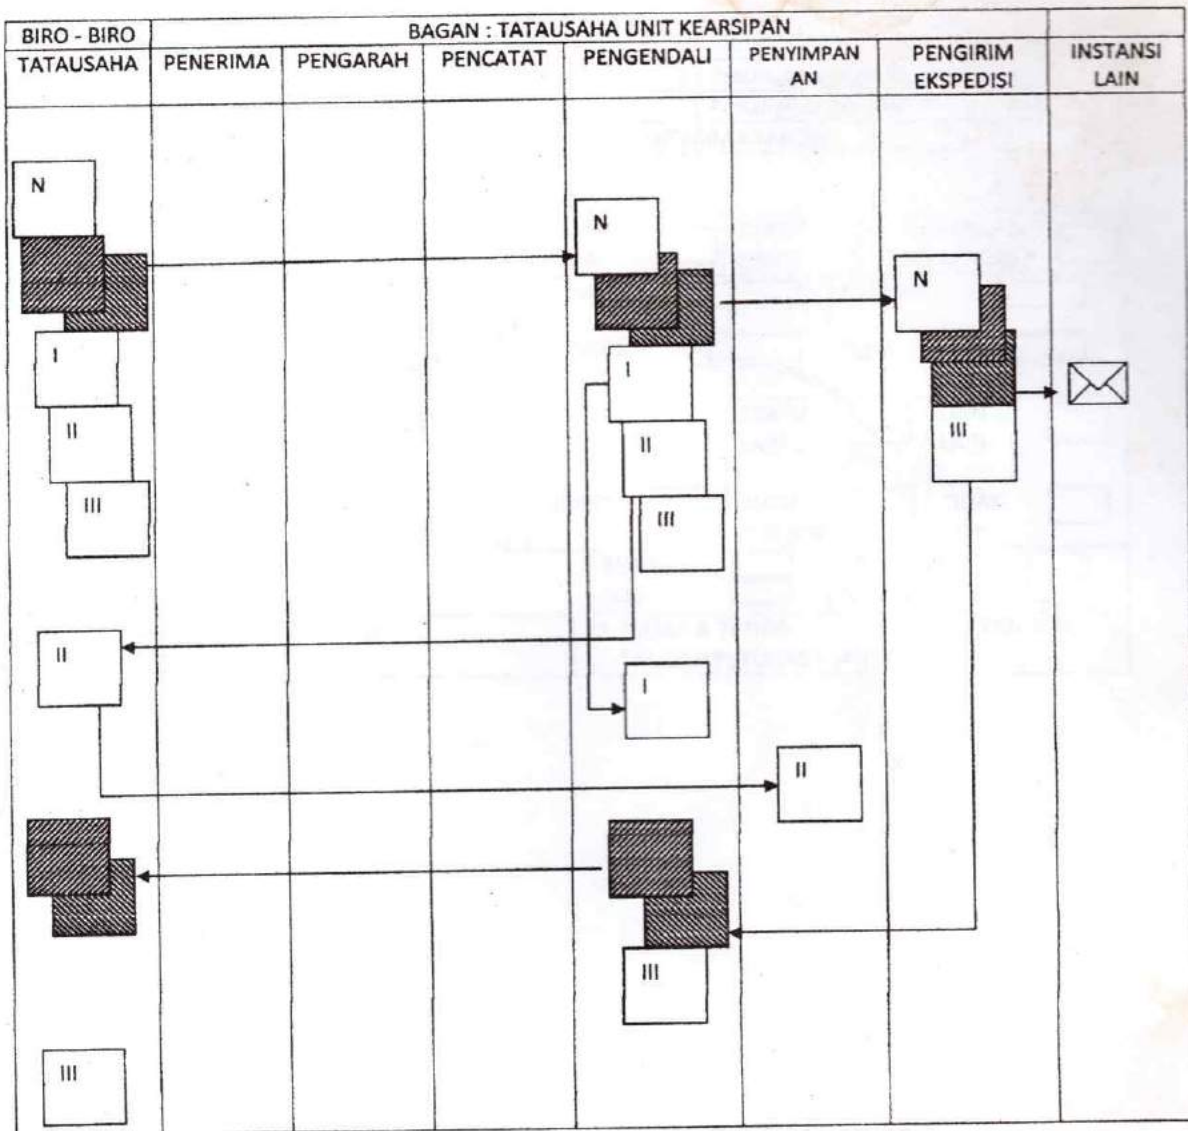 BIRO - BIRO
BAGAN : TATAUSAHA UNIT KEARSIPAN
TATAUSAHA
PENERIMA
PENGARAH
PENCATAT
PENGENDALI
PENYIMPAN
AN
PENGIRIM
EKSPEDISI
INSTANSI
LAIN
N
I
II
III
N
I
II
III
N
III
II
I
II
III
III